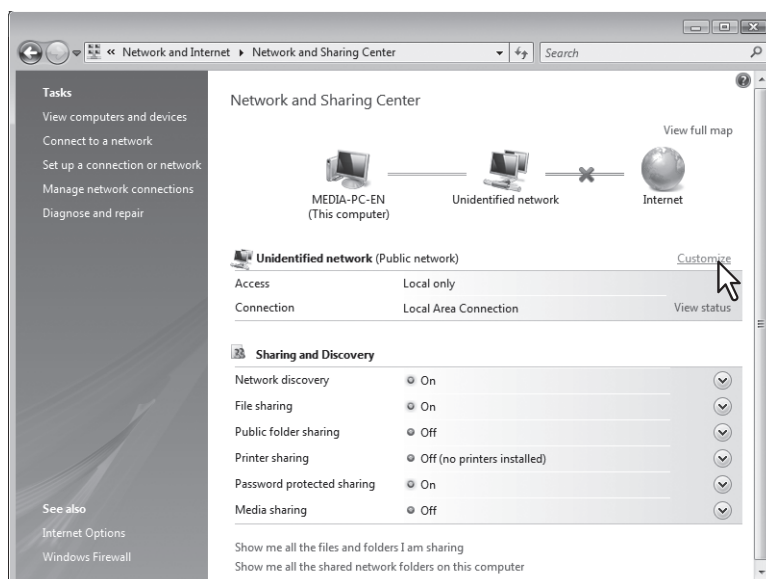 « Network and Internet ▸ Network and Sharing Center
Search
Tasks
View computers and devices
Connect to a network
Set up a connection or network
Manage network connections
Diagnose and repair
See also
Internet Options
Windows Firewall
Network and Sharing Center
View full map
MEDIA-PC-EN
(This computer)
Unidentified network
Internet
Unidentified network (Public network)
Customize
Access Local only
Connection Local Area Connection View status
Sharing and Discovery
Network discovery On
File sharing On
Public folder sharing Off
Printer sharing Off (no printers installed)
Password protected sharing On
Media sharing Off
Show me all the files and folders I am sharing
Show me all the shared network folders on this computer